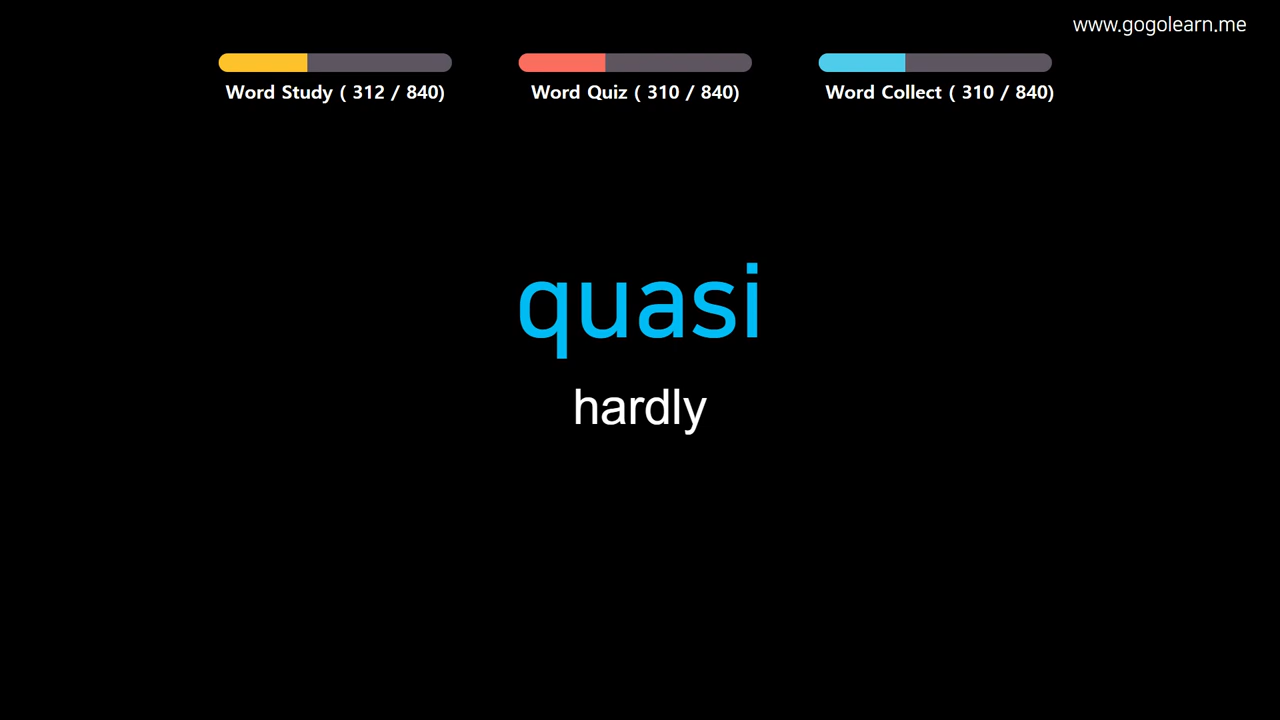 www.gogolearn.me
Word Study ( 312 / 840)
Word Quiz ( 310 / 840)
Word Collect ( 310 / 840)
quasi
hardly